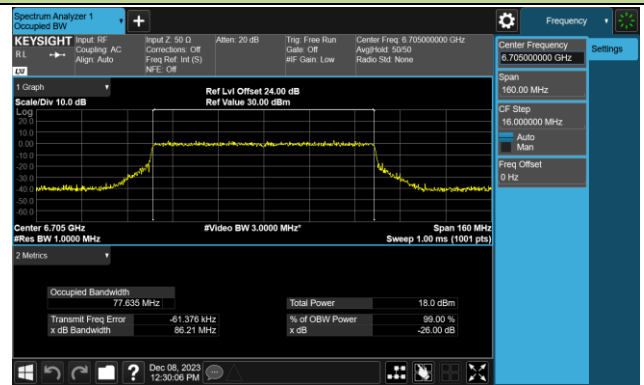 Spectrum Analyzer 1
Occupied BW
Frequency
KEYSIGHT
RL
Input: RF
Coupling: AC
Align: Auto
Input Z: 50 Ω
Corrections: Off
Freq Ref: Int (S)
NFE: Off
Atten: 20 dB
Trig: Free Run
Gate: Off
#IF Gain: Low
Center Freq: 6.705000000 GHz
Avg|Hold: 50/50
Radio Std: None
LXI
1 Graph
Scale/Div 10.0 dB
Ref Lvl Offset 24.00 dB
Ref Value 30.00 dBm
Log
20.0
10.0
0.00
-10.0
-20.0
-30.0
-40.0
-50.0
-60.0
Center 6.705 GHz
#Res BW 1.0000 MHz
#Video BW 3.0000 MHz*
Span 160 MHz
Sweep 1.00 ms (1001 pts)
2 Metrics
Occupied Bandwidth
77.635 MHz
Transmit Freq Error -61.376 kHz
x dB Bandwidth 86.21 MHz
Total Power 18.0 dBm
% of OBW Power 99.00 %
x dB -26.00 dB
Center Frequency
6.705000000 GHz
Span
160.00 MHz
CF Step
16.000000 MHz
Auto
Man
Freq Offset
0 Hz
Settings
?
Dec 08, 2023
12:30:06 PM